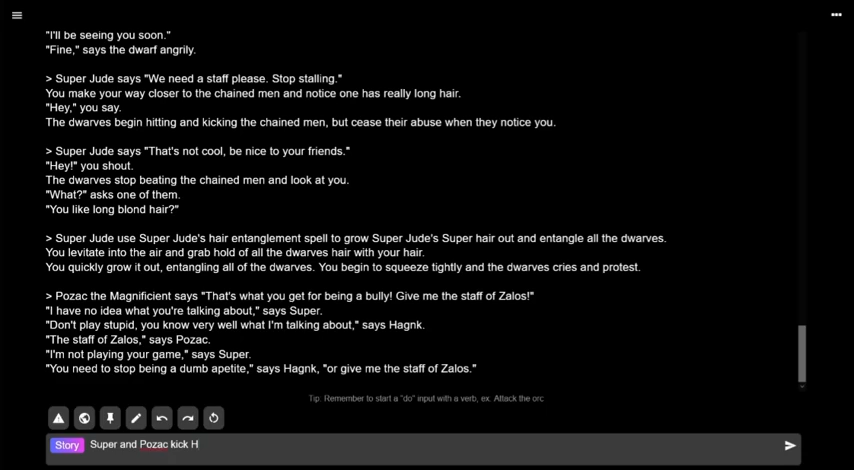 "I'll be seeing you soon."
"Fine," says the dwarf angrily.
> Super Jude says "We need a staff please. Stop stalling."
You make your way closer to the chained men and notice one has really long hair.
"Hey," you say.
The dwarves begin hitting and kicking the chained men, but cease their abuse when they notice you.
> Super Jude says "That's not cool, be nice to your friends."
"Hey!" you shout.
The dwarves stop beating the chained men and look at you.
"What?" asks one of them.
"You like long blond hair?"
> Super Jude use Super Jude's hair entanglement spell to grow Super Jude's Super hair out and entangle all the dwarves.
You levitate into the air and grab hold of all the dwarves hair with your hair.
You quickly grow it out, entangling all of the dwarves. You begin to squeeze tightly and the dwarves cries and protest.
> Pozac the Magnificient says "That's what you get for being a bully! Give me the staff of Zalos!"
"I have no idea what you're talking about," says Super.
"Don't play stupid, you know very well what I'm talking about," says Hagnk.
"The staff of Zalos," says Pozac.
"I'm not playing your game," says Super.
"You need to stop being a dumb apetite," says Hagnk, "or give me the staff of Zalos."
Tip: Remember to start a "do" input with a verb, ex. Attack the orc
Story Super and Pozac kick H